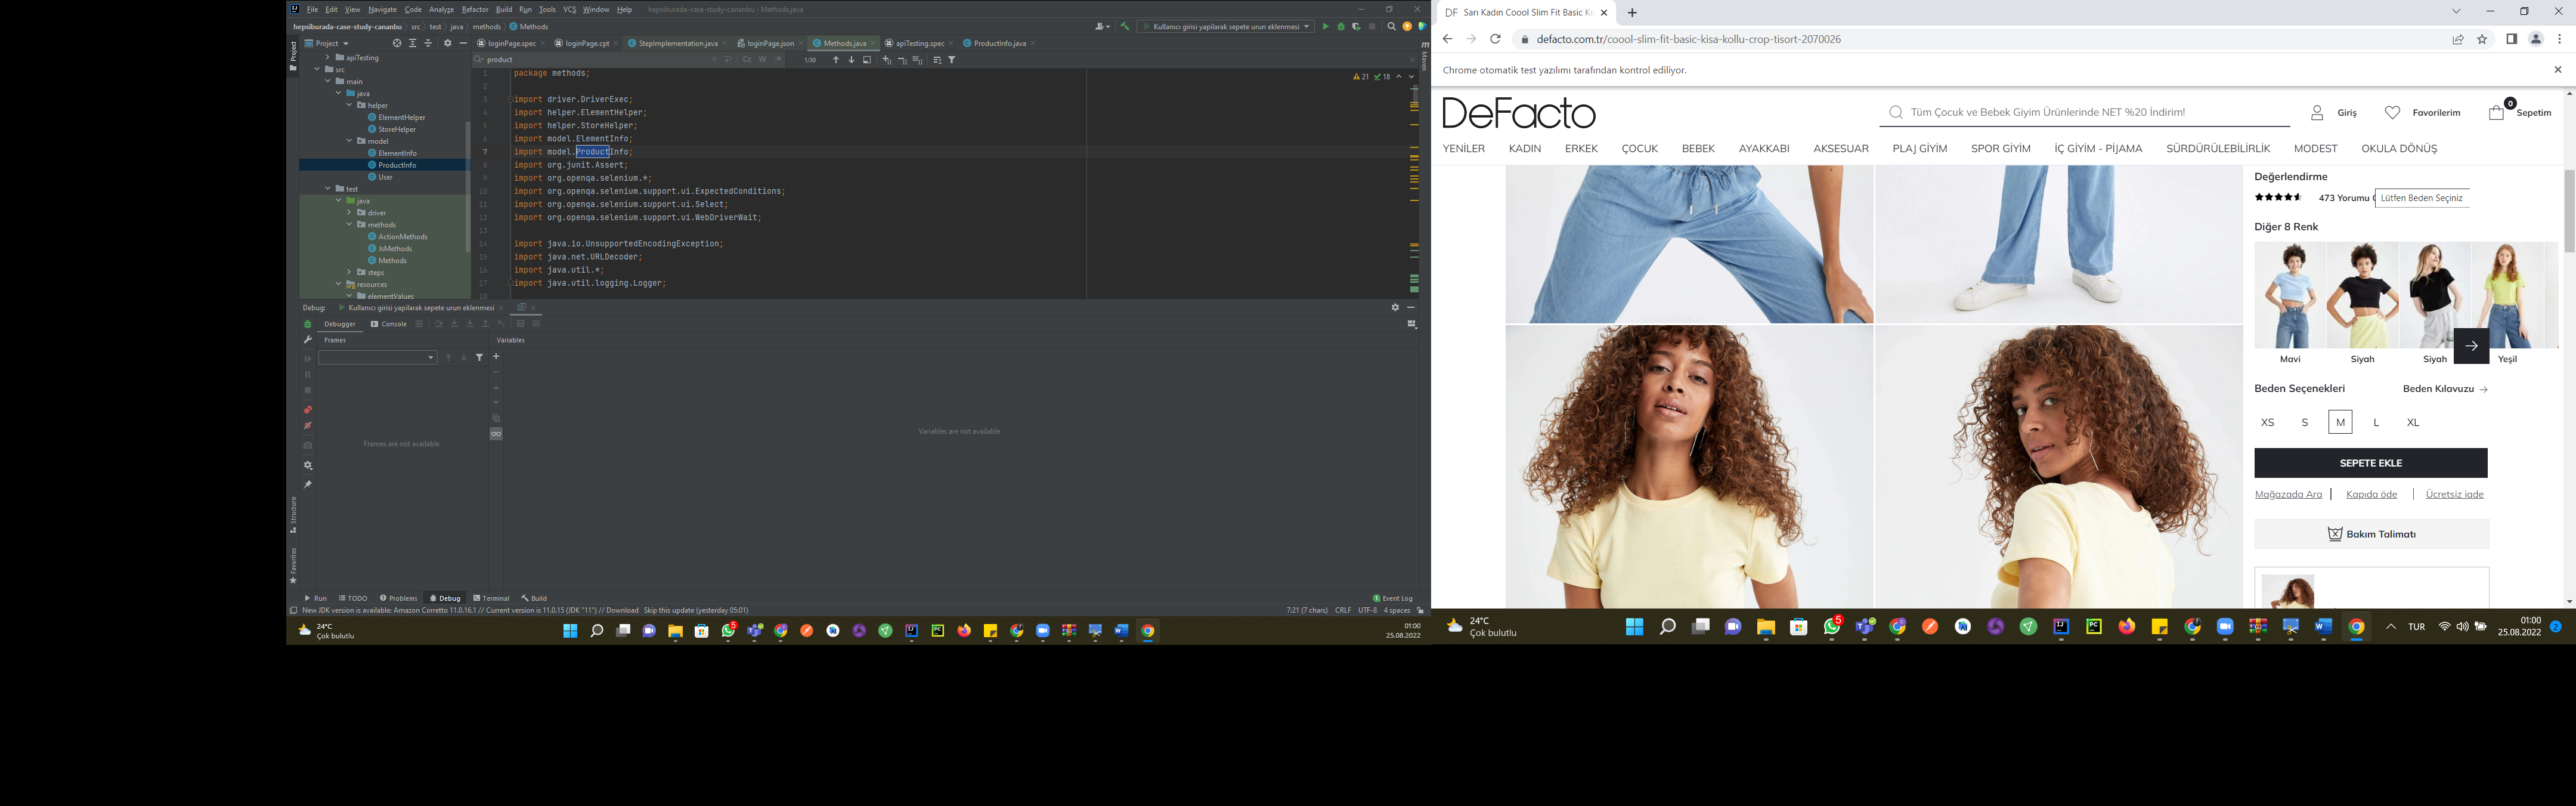 File Edit View Navigate Code Analyze Refactor Build Run Tools VCS Window Help hepsiburada-case-study-cananbu - Methods.java
hepsiburada-case-study-cananbu src test java methods Methods
Kullanıcı girisi yapilarak sepete urun eklenmesi
Project
loginPage.spec loginPage.cpt StepImplementation.java loginPage.json Methods.java apiTesting.spec ProductInfo.java
product Cc W 1/30
21 18
Project
Maven
apiTesting
src
main
java
helper
ElementHelper
StoreHelper
model
ElementInfo
ProductInfo
User
test
java
driver
methods
ActionMethods
JsMethods
Methods
steps
resources
elementValues
1 package methods;
2
3 import driver.DriverExec;
4 import helper.ElementHelper;
5 import helper.StoreHelper;
6 import model.ElementInfo;
7 import model.ProductInfo;
8 import org.junit.Assert;
9 import org.openqa.selenium.*;
10 import org.openqa.selenium.support.ui.ExpectedConditions;
11 import org.openqa.selenium.support.ui.Select;
12 import org.openqa.selenium.support.ui.WebDriverWait;
13
14 import java.io.UnsupportedEncodingException;
15 import java.net.URLDecoder;
16 import java.util.*;
17 import java.util.logging.Logger;
18
Debug: Kullanıcı girisi yapilarak sepete urun eklenmesi
Debugger Console
Frames Variables
Frames are not available
Variables are not available
Structure
Favorites
Run TODO Problems Debug Terminal Build
Event Log
New JDK version is available: Amazon Corretto 11.0.16.1 // Current version is 11.0.15 (JDK "11") // Download Skip this update (yesterday 05:01)
7:21 (7 chars) CRLF UTF-8 4 spaces
24°C
Çok bulutlu
5
01:00
25.08.2022
DF Sarı Kadın Coool Slim Fit Basic K
defacto.com.tr/coool-slim-fit-basic-kisa-kollu-crop-tisort-2070026
Chrome otomatik test yazılımı tarafından kontrol ediliyor.
DeFacto
Tüm Çocuk ve Bebek Giyim Ürünlerinde NET %20 İndirim!
Giriş
Favorilerim
0
Sepetim
YENİLER KADIN ERKEK ÇOCUK BEBEK AYAKKABI AKSESUAR PLAJ GİYİM SPOR GİYİM İÇ GİYİM - PİJAMA SÜRDÜRÜLEBİLİRLİK MODEST OKULA DÖNÜŞ
Değerlendirme
473 Yorumu
Lütfen Beden Seçiniz
Diğer 8 Renk
Mavi Siyah Siyah Yeşil
Beden Seçenekleri Beden Kılavuzu
XS S M L XL
SEPETE EKLE
Mağazada Ara Kapıda öde Ücretsiz iade
Bakım Talimatı
24°C
Çok bulutlu
5
TUR
01:00
25.08.2022
2